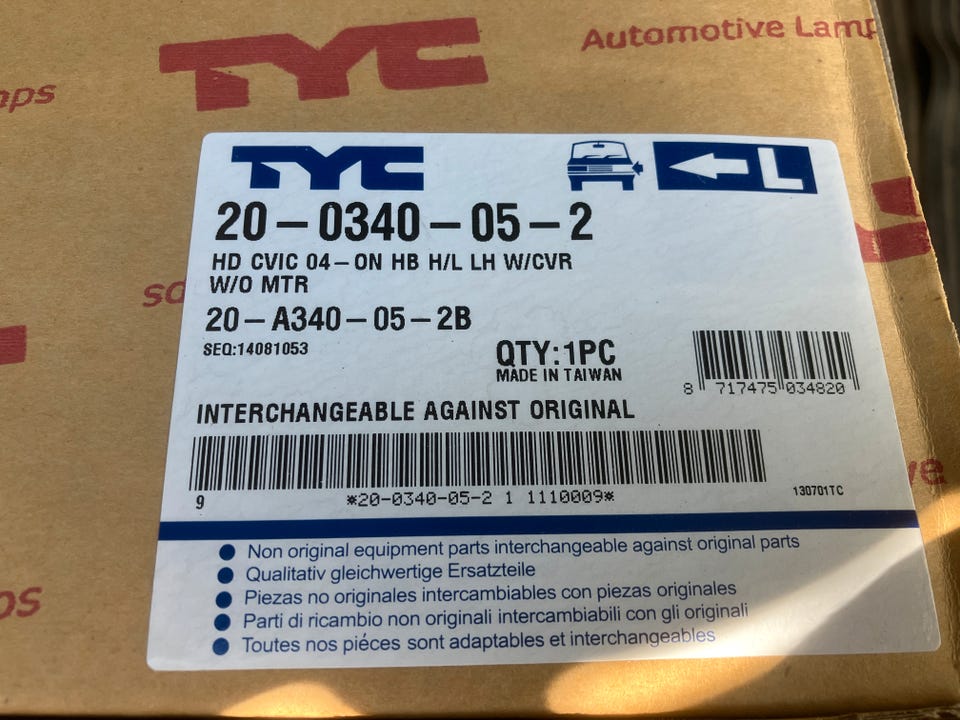 TYC
Automotive Lamp
ps
TYC
L
20-0340-05-2
HD CVIC 04-ON HB H/L LH W/CVR
W/O MTR
20-A340-05-2B
SEQ:14081053
QTY:1PC
MADE IN TAIWAN
8 717475 034820
INTERCHANGEABLE AGAINST ORIGINAL
9 *20-0340-05-2 1 1110009*
130701TC
● Non original equipment parts interchangeable against original parts
● Qualitativ gleichwertige Ersatzteile
● Piezas no originales intercambiables con piezas originales
● Parti di ricambio non originali intercambiabili con gli originali
● Toutes nos piéces sont adaptables et interchangeables